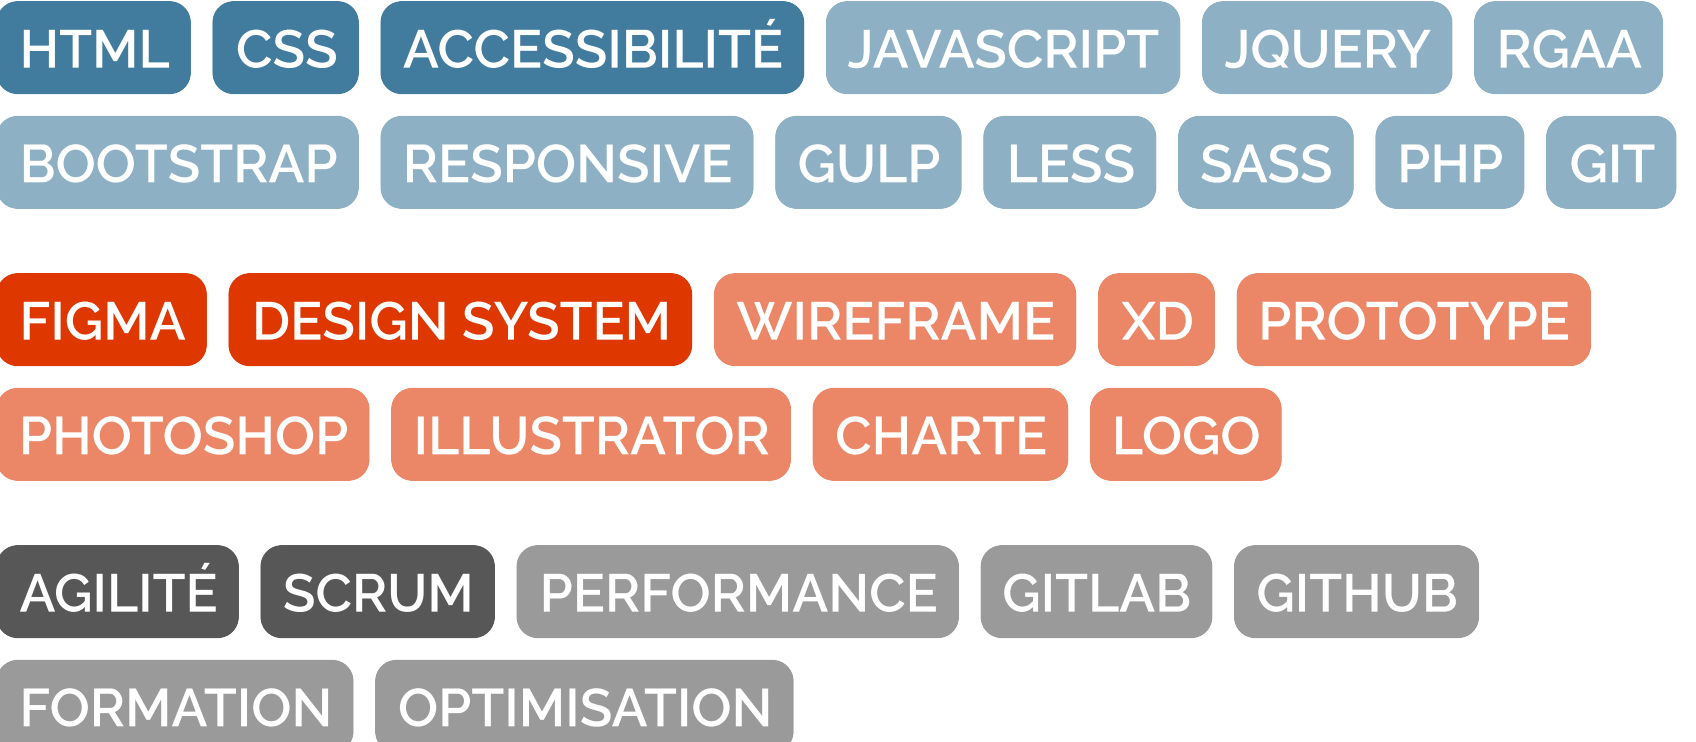 HTML CSS ACCESSIBILITÉ JAVASCRIPT JQUERY RGAA
BOOTSTRAP RESPONSIVE GULP LESS SASS PHP GIT
FIGMA DESIGN SYSTEM WIREFRAME XD PROTOTYPE
PHOTOSHOP ILLUSTRATOR CHARTE LOGO
AGILITÉ SCRUM PERFORMANCE GITLAB GITHUB
FORMATION OPTIMISATION